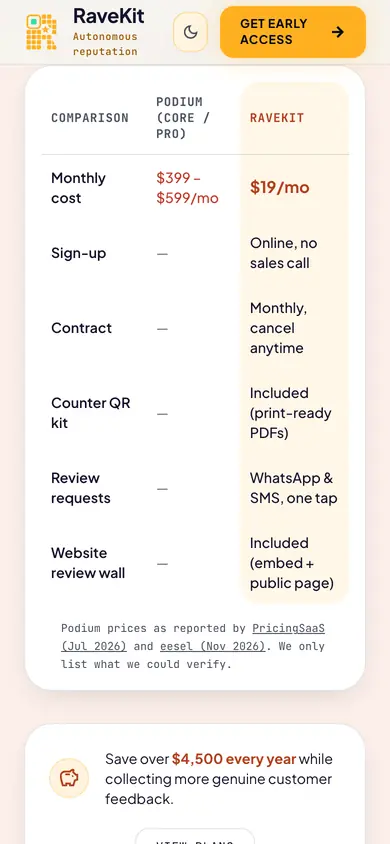 RaveKit
Autonomous
reputation
GET EARLY
ACCESS
COMPARISON
PODIUM
(CORE /
PRO)
RAVEKIT
Monthly
cost
$399 –
$599/mo
$19/mo
Sign-up
—
Online, no
sales call
Contract
—
Monthly,
cancel
anytime
Counter QR
kit
—
Included
(print-ready
PDFs)
Review
requests
—
WhatsApp &
SMS, one tap
Website
review wall
—
Included
(embed +
public page)
Podium prices as reported by PricingSaaS
(Jul 2026) and eesel (Nov 2026). We only
list what we could verify.
Save over $4,500 every year while
collecting more genuine customer
feedback.
VIEW PLANS